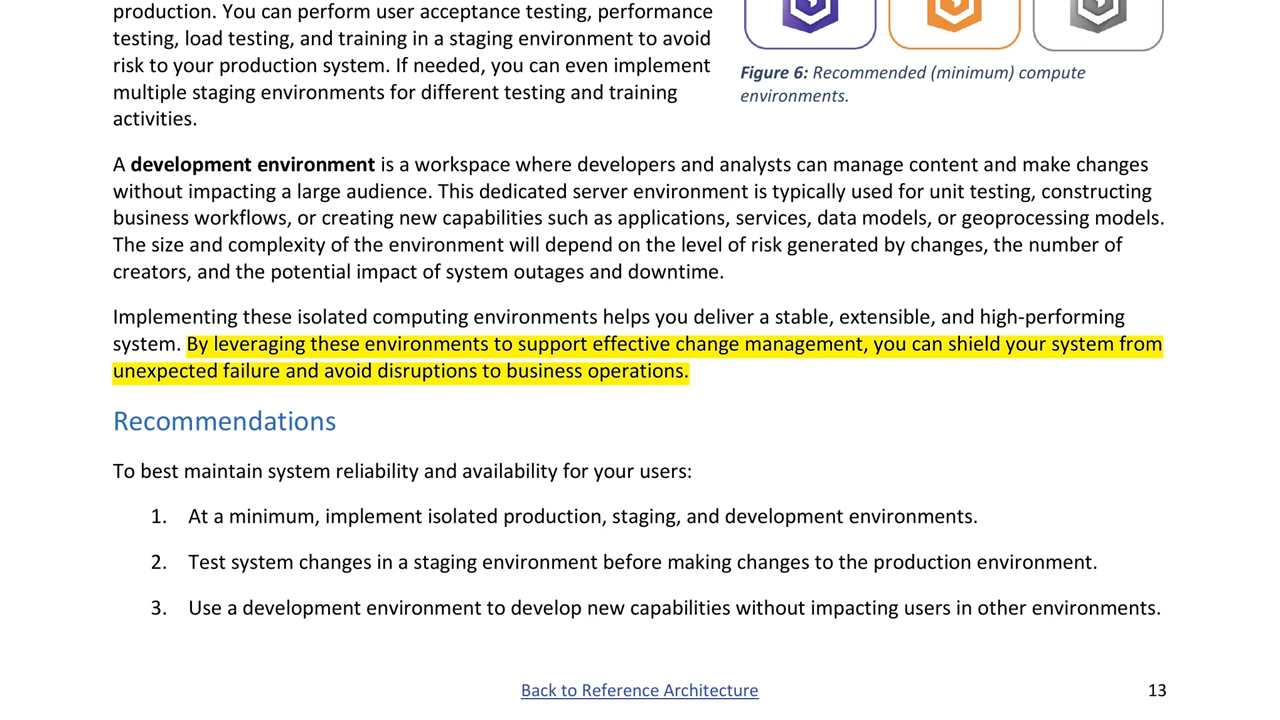 production. You can perform user acceptance testing, performance
testing, load testing, and training in a staging environment to avoid
risk to your production system. If needed, you can even implement
multiple staging environments for different testing and training
activities.
Figure 6: Recommended (minimum) compute
environments.
A development environment is a workspace where developers and analysts can manage content and make changes
without impacting a large audience. This dedicated server environment is typically used for unit testing, constructing
business workflows, or creating new capabilities such as applications, services, data models, or geoprocessing models.
The size and complexity of the environment will depend on the level of risk generated by changes, the number of
creators, and the potential impact of system outages and downtime.
Implementing these isolated computing environments helps you deliver a stable, extensible, and high-performing
system. By leveraging these environments to support effective change management, you can shield your system from
unexpected failure and avoid disruptions to business operations.
Recommendations
To best maintain system reliability and availability for your users:
1. At a minimum, implement isolated production, staging, and development environments.
2. Test system changes in a staging environment before making changes to the production environment.
3. Use a development environment to develop new capabilities without impacting users in other environments.
Back to Reference Architecture
13